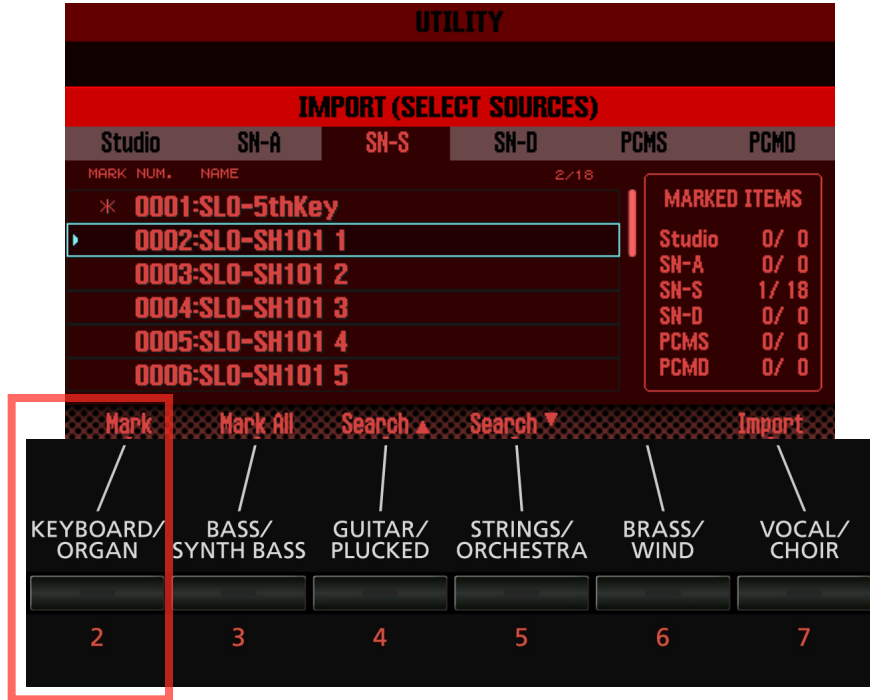 UTILITY
IMPORT (SELECT SOURCES)
Studio SN-A SN-S SN-D PCMS PCMD
MARK NUM. NAME 2/18
* 0001:SLO-5thKey
0002:SLO-SH101 1
0003:SLO-SH101 2
0004:SLO-SH101 3
0005:SLO-SH101 4
0006:SLO-SH101 5
MARKED ITEMS
Studio 0/ 0
SN-A 0/ 0
SN-S 1/ 18
SN-D 0/ 0
PCMS 0/ 0
PCMD 0/ 0
Mark Mark All Search ▲ Search ▼ Import
KEYBOARD/ BASS/ GUITAR/ STRINGS/ BRASS/ VOCAL/
ORGAN SYNTH BASS PLUCKED ORCHESTRA WIND CHOIR
2 3 4 5 6 7